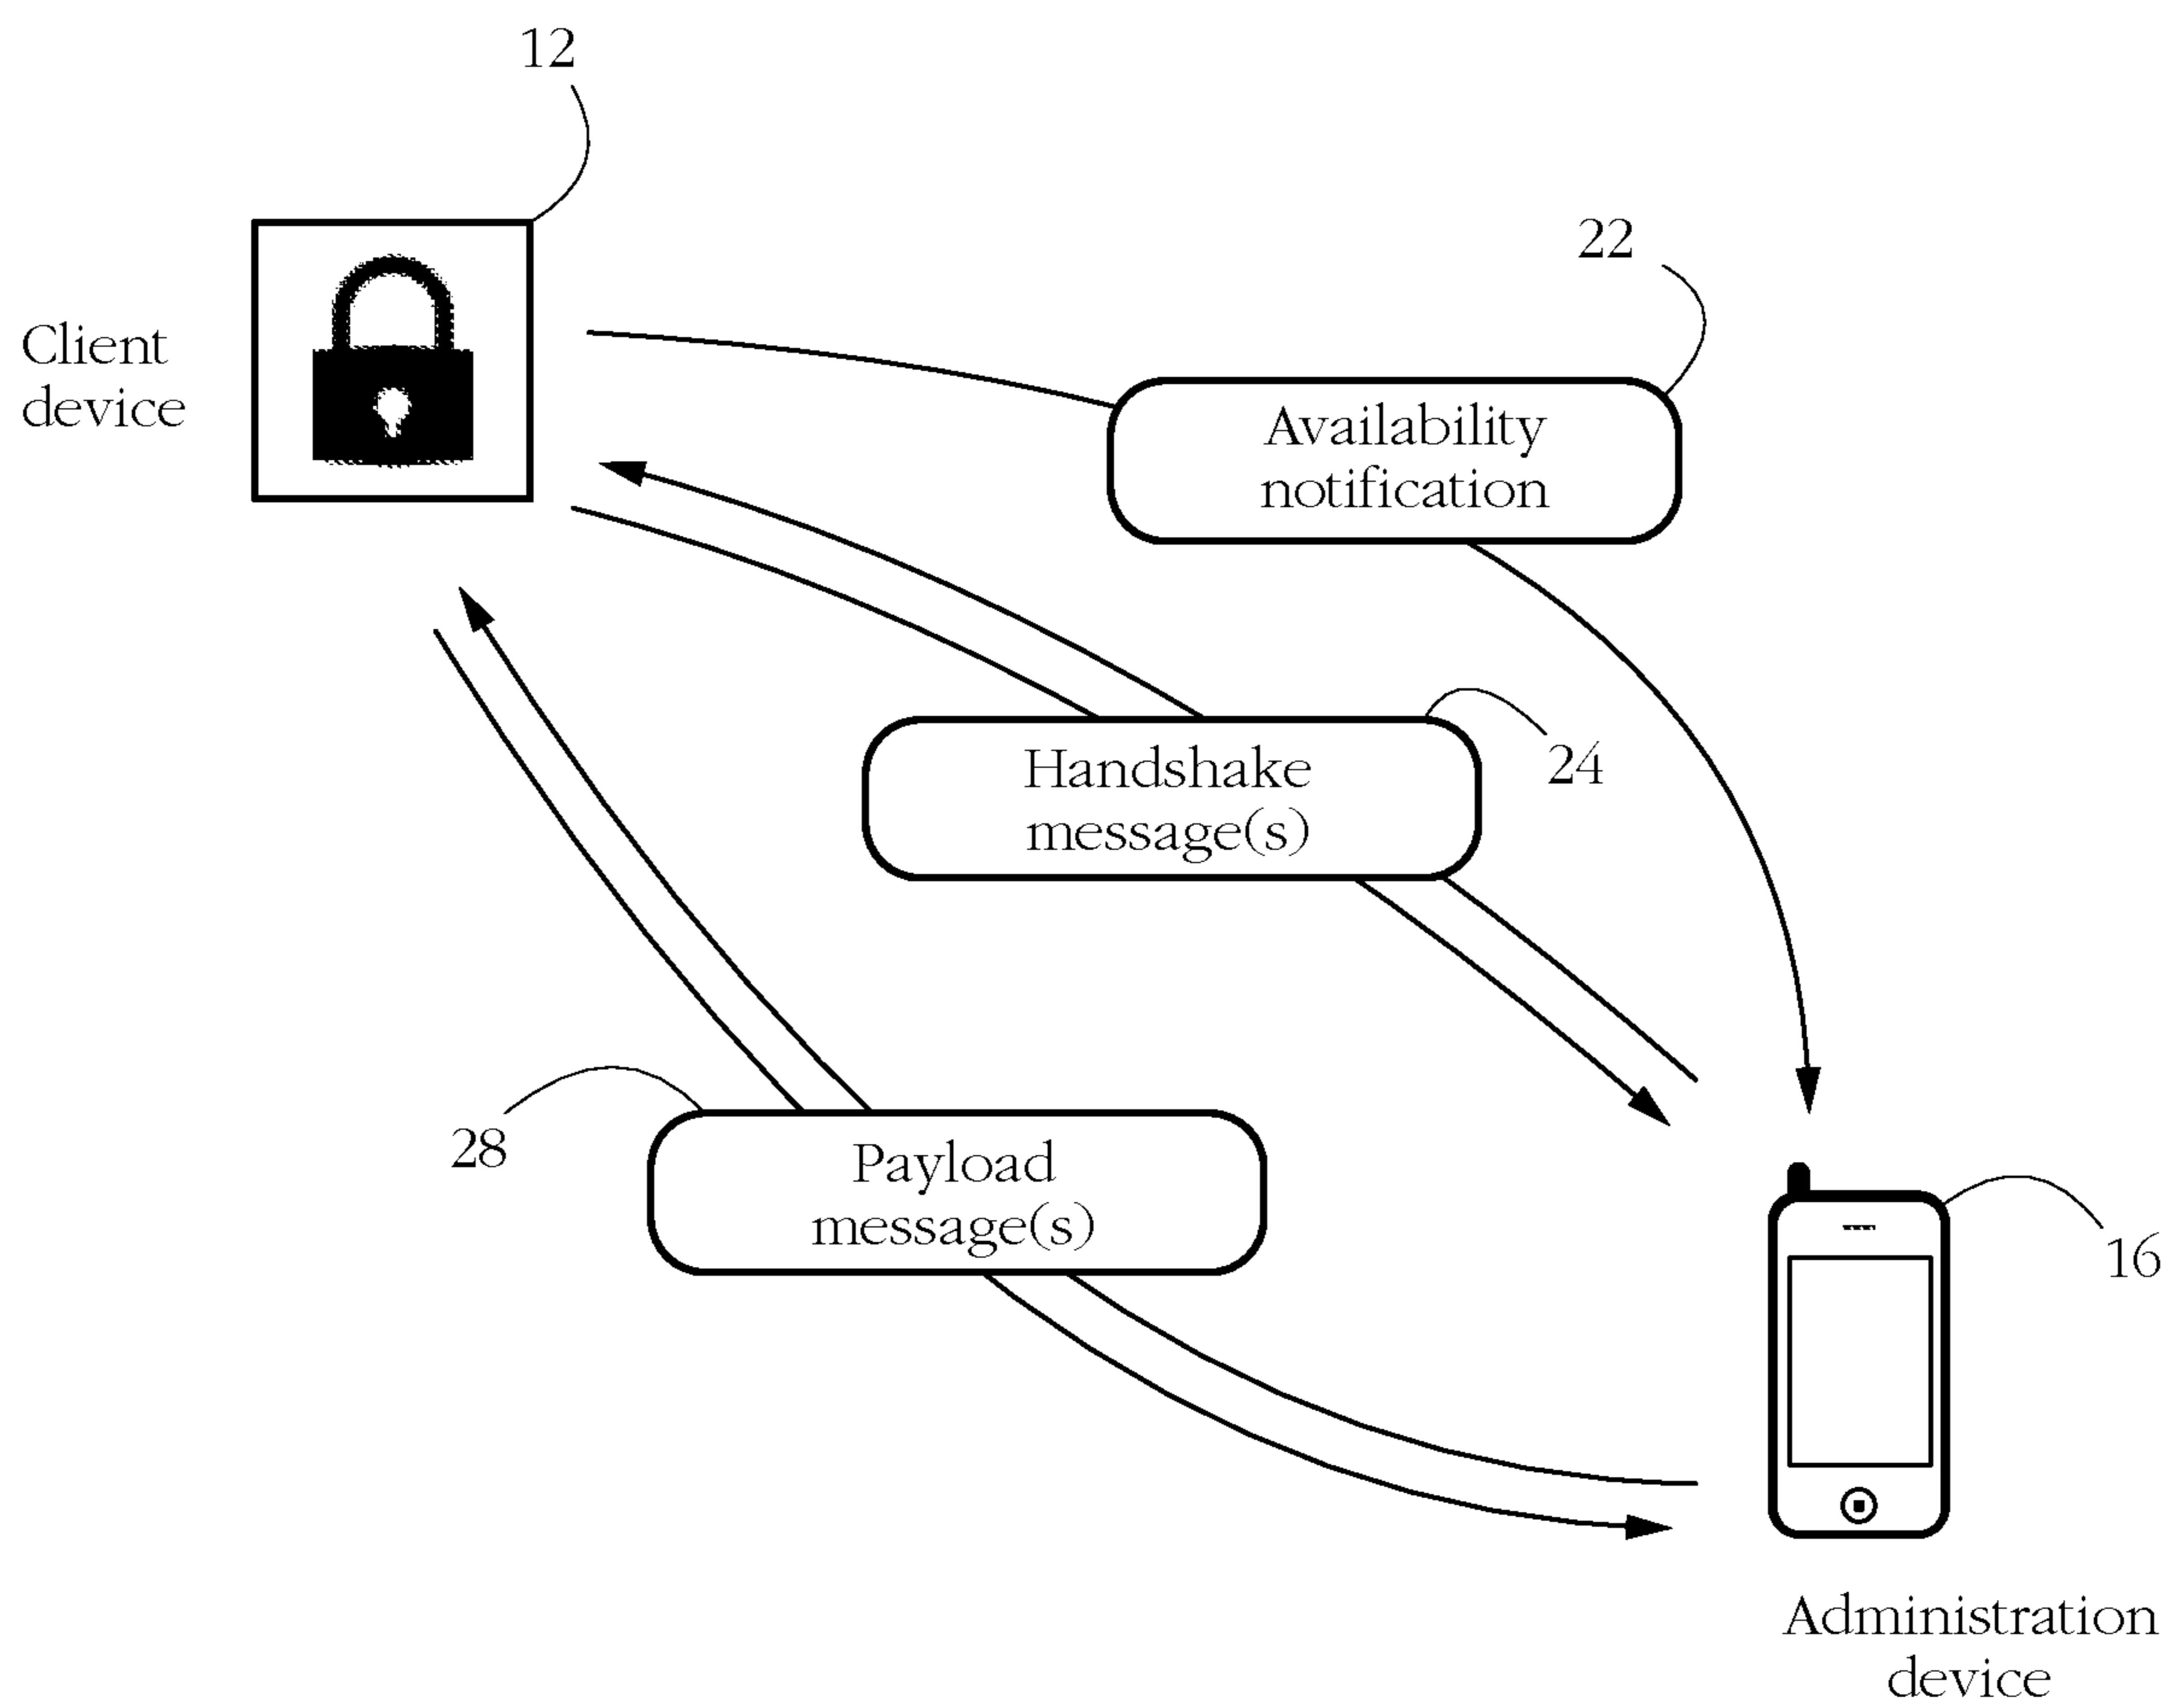 12
22
Client
device
Availability
notification
Handshake
message(s)
24
28
Payload
message(s)
16
Administration
device